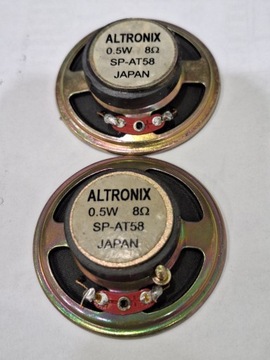 ALTRONIX
0.5W 8Ω
SP-AT58
JAPAN
ALTRONIX
0.5W 8Ω
SP-AT58
JAPAN